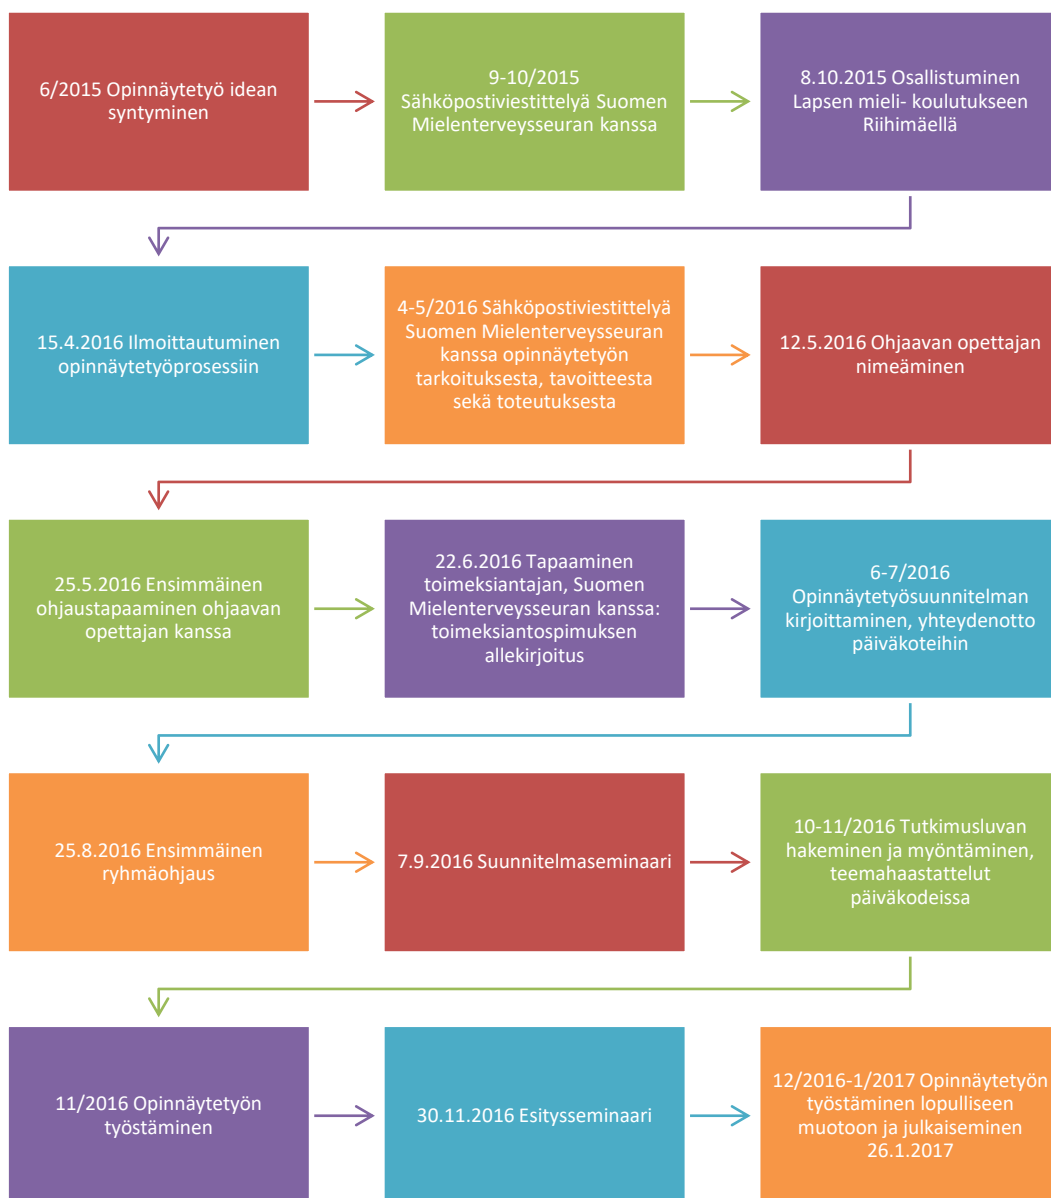 6/2015 Opinnäytetyö idean
syntyminen
9-10/2015
Sähköpostiviestittelyä Suomen
Mielenterveysseuran kanssa
8.10.2015 Osallistuminen
Lapsen mieli- koulutukseen
Riihimäellä
15.4.2016 Ilmoittautuminen
opinnäytetyöprosessiin
4-5/2016 Sähköpostiviestittelyä
Suomen Mielenterveysseuran
kanssa opinnäytetyön
tarkoituksesta, tavoitteesta
sekä toteutuksesta
12.5.2016 Ohjaavan opettajan
nimeäminen
25.5.2016 Ensimmäinen
ohjaustapaaminen ohjaavan
opettajan kanssa
22.6.2016 Tapaaminen
toimeksiantajan, Suomen
Mielenterveysseuran kanssa:
toimeksiantospimuksen
allekirjoitus
6-7/2016
Opinnäytetyösuunnitelman
kirjoittaminen, yhteydenotto
päiväkoteihin
25.8.2016 Ensimmäinen
ryhmäohjaus
7.9.2016 Suunnitelmaseminaari
10-11/2016 Tutkimusluvan
hakeminen ja myöntäminen,
teemahaastattelut
päiväkodeissa
11/2016 Opinnäytetyön
työstäminen
30.11.2016 Esitysseminaari
12/2016-1/2017 Opinnäytetyön
työstäminen lopulliseen
muotoon ja julkaiseminen
26.1.2017